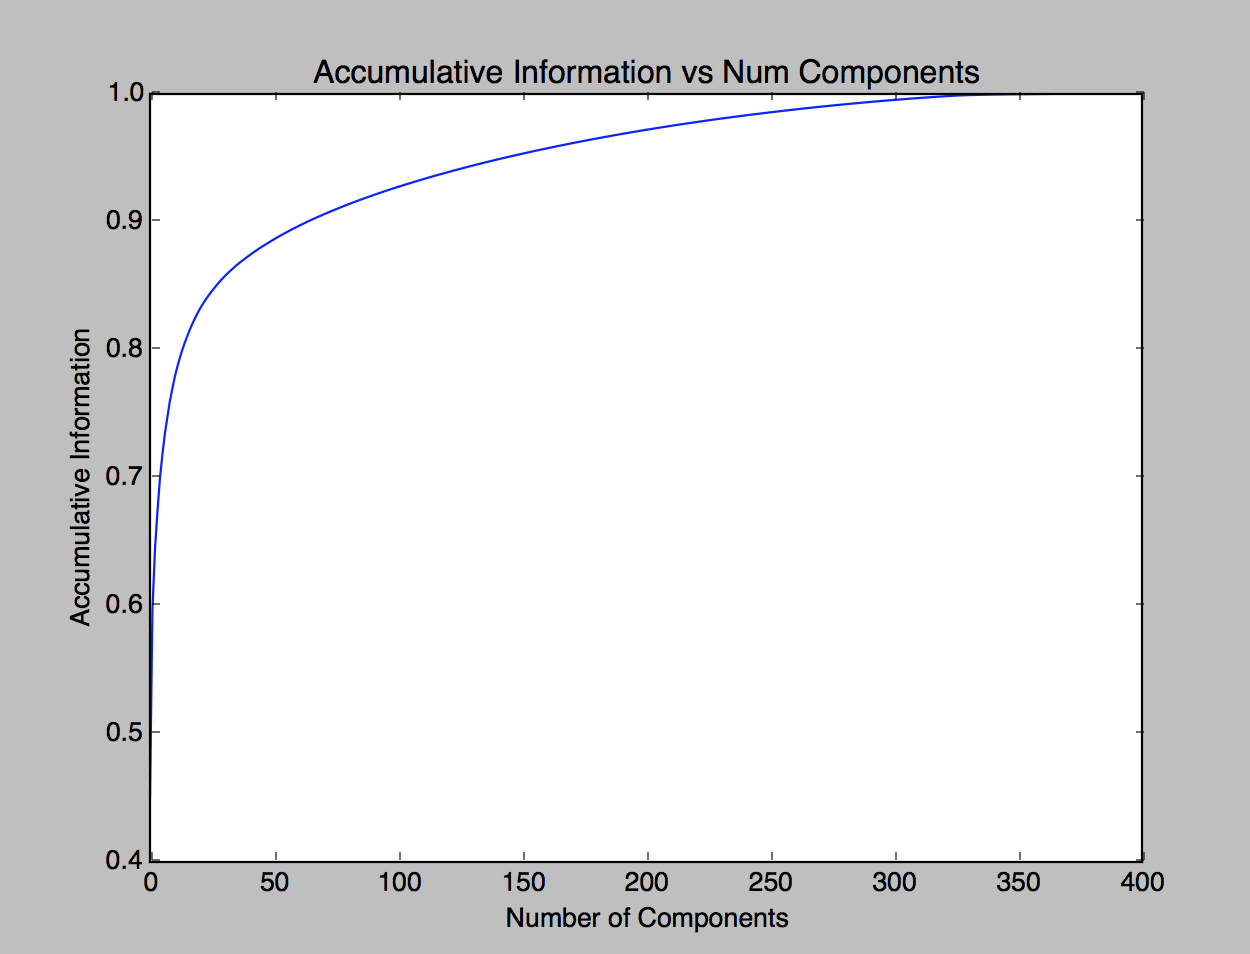 Accumulative Information vs Num Components
1.0
0.9
0.8
0.7
0.6
0.5
0.4
Accumulative Information
0 50 100 150 200 250 300 350 400
Number of Components